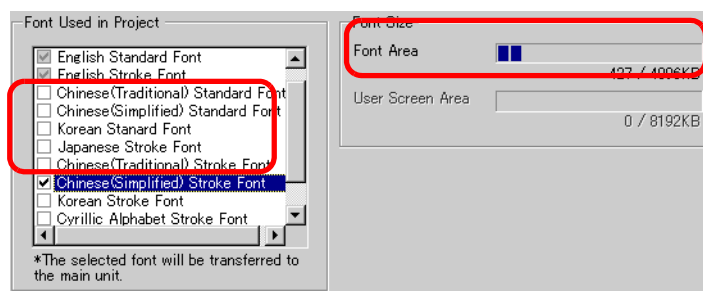 Font Used in Project
English Standard Font
English Stroke Font
Chinese(Traditional) Standard Font
Chinese(Simplified) Standard Font
Korean Stanard Font
Japanese Stroke Font
Chinese(Traditional) Stroke Font
Chinese(Simplified) Stroke Font
Korean Stroke Font
Cyrillic Alphabet Stroke Font
*The selected font will be transferred to
the main unit.
Font Size
Font Area
427 / 4096KB
User Screen Area
0 / 8192KB